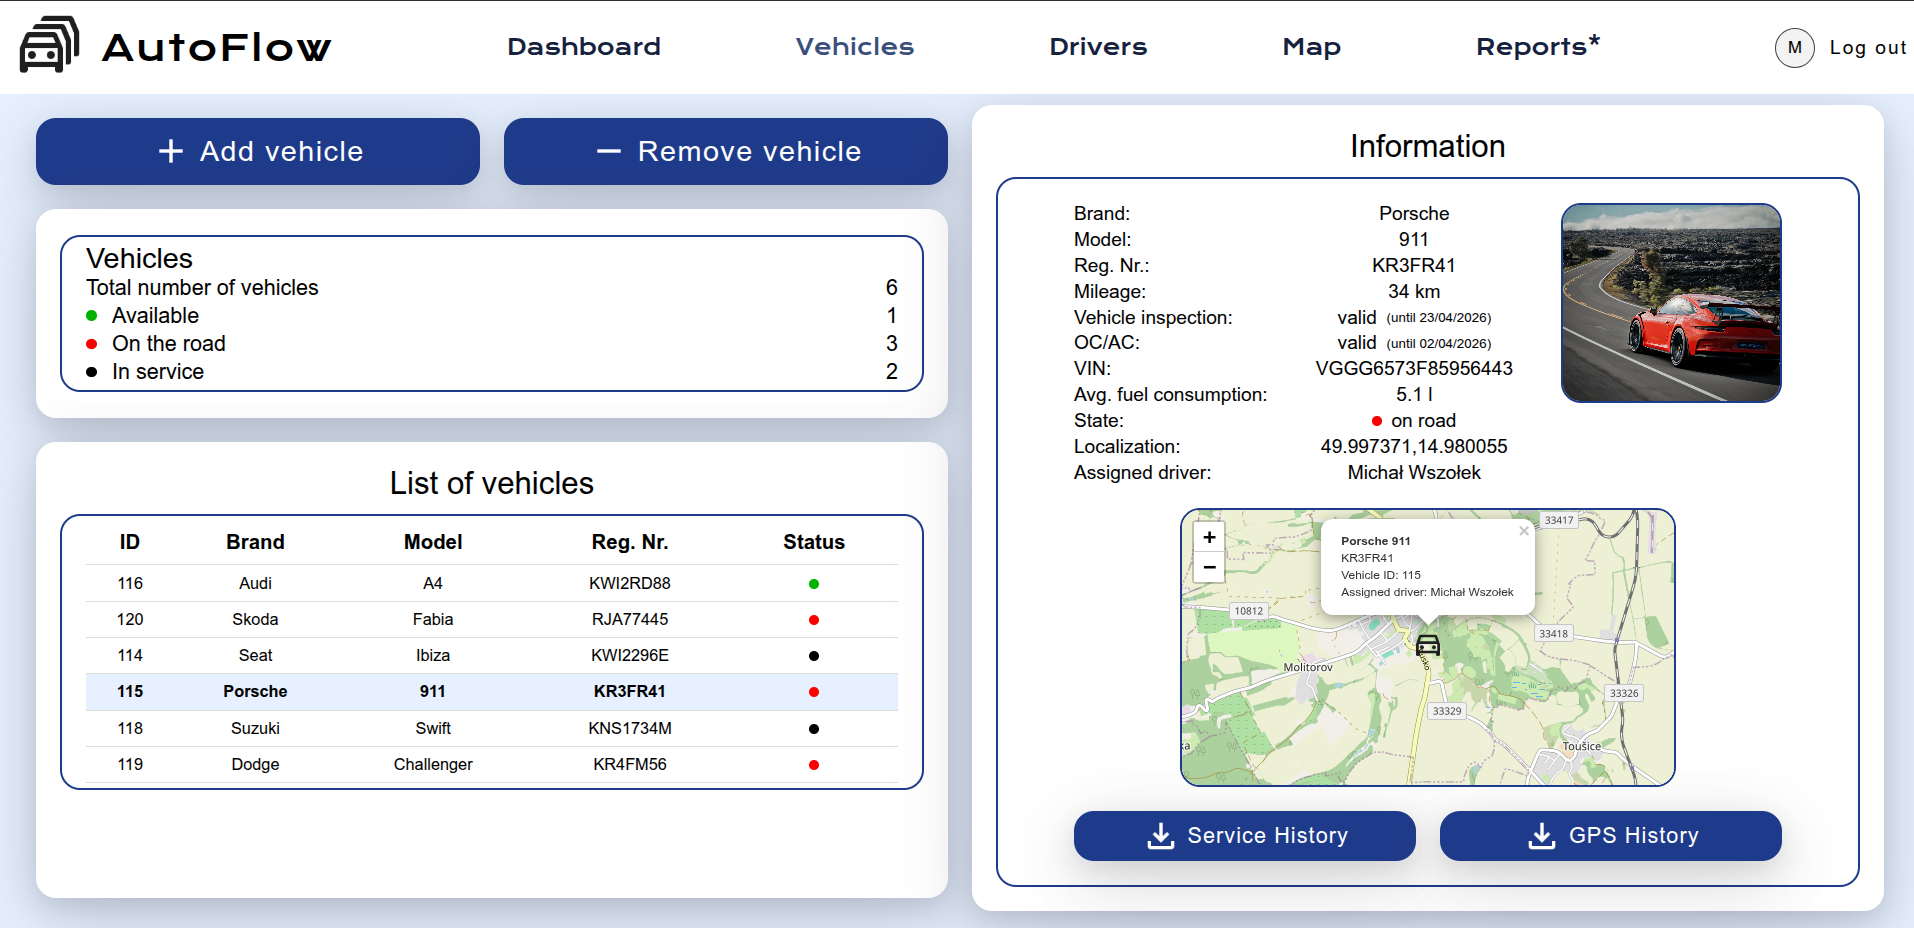 AutoFlow
Dashboard
Vehicles
Drivers
Map
Reports*
M
Log out
Add vehicle
Remove vehicle
Vehicles
Total number of vehicles 6
Available 1
On the road 3
In service 2
List of vehicles
ID Brand Model Reg. Nr. Status
116 Audi A4 KWI2RD88
120 Skoda Fabia RJA77445
114 Seat Ibiza KWI2296E
115 Porsche 911 KR3FR41
118 Suzuki Swift KNS1734M
119 Dodge Challenger KR4FM56
Information
Brand: Porsche
Model: 911
Reg. Nr.: KR3FR41
Mileage: 34 km
Vehicle inspection: valid (until 23/04/2026)
OC/AC: valid (until 02/04/2026)
VIN: VGGG6573F85956443
Avg. fuel consumption: 5.1 l
State: on road
Localization: 49.997371,14.980055
Assigned driver: Michał Wszołek
+
−
Porsche 911
KR3FR41
Vehicle ID: 115
Assigned driver: Michał Wszołek
×
33417
10812
33418
Molitorov
33326
33329
Toušice
Service History
GPS History